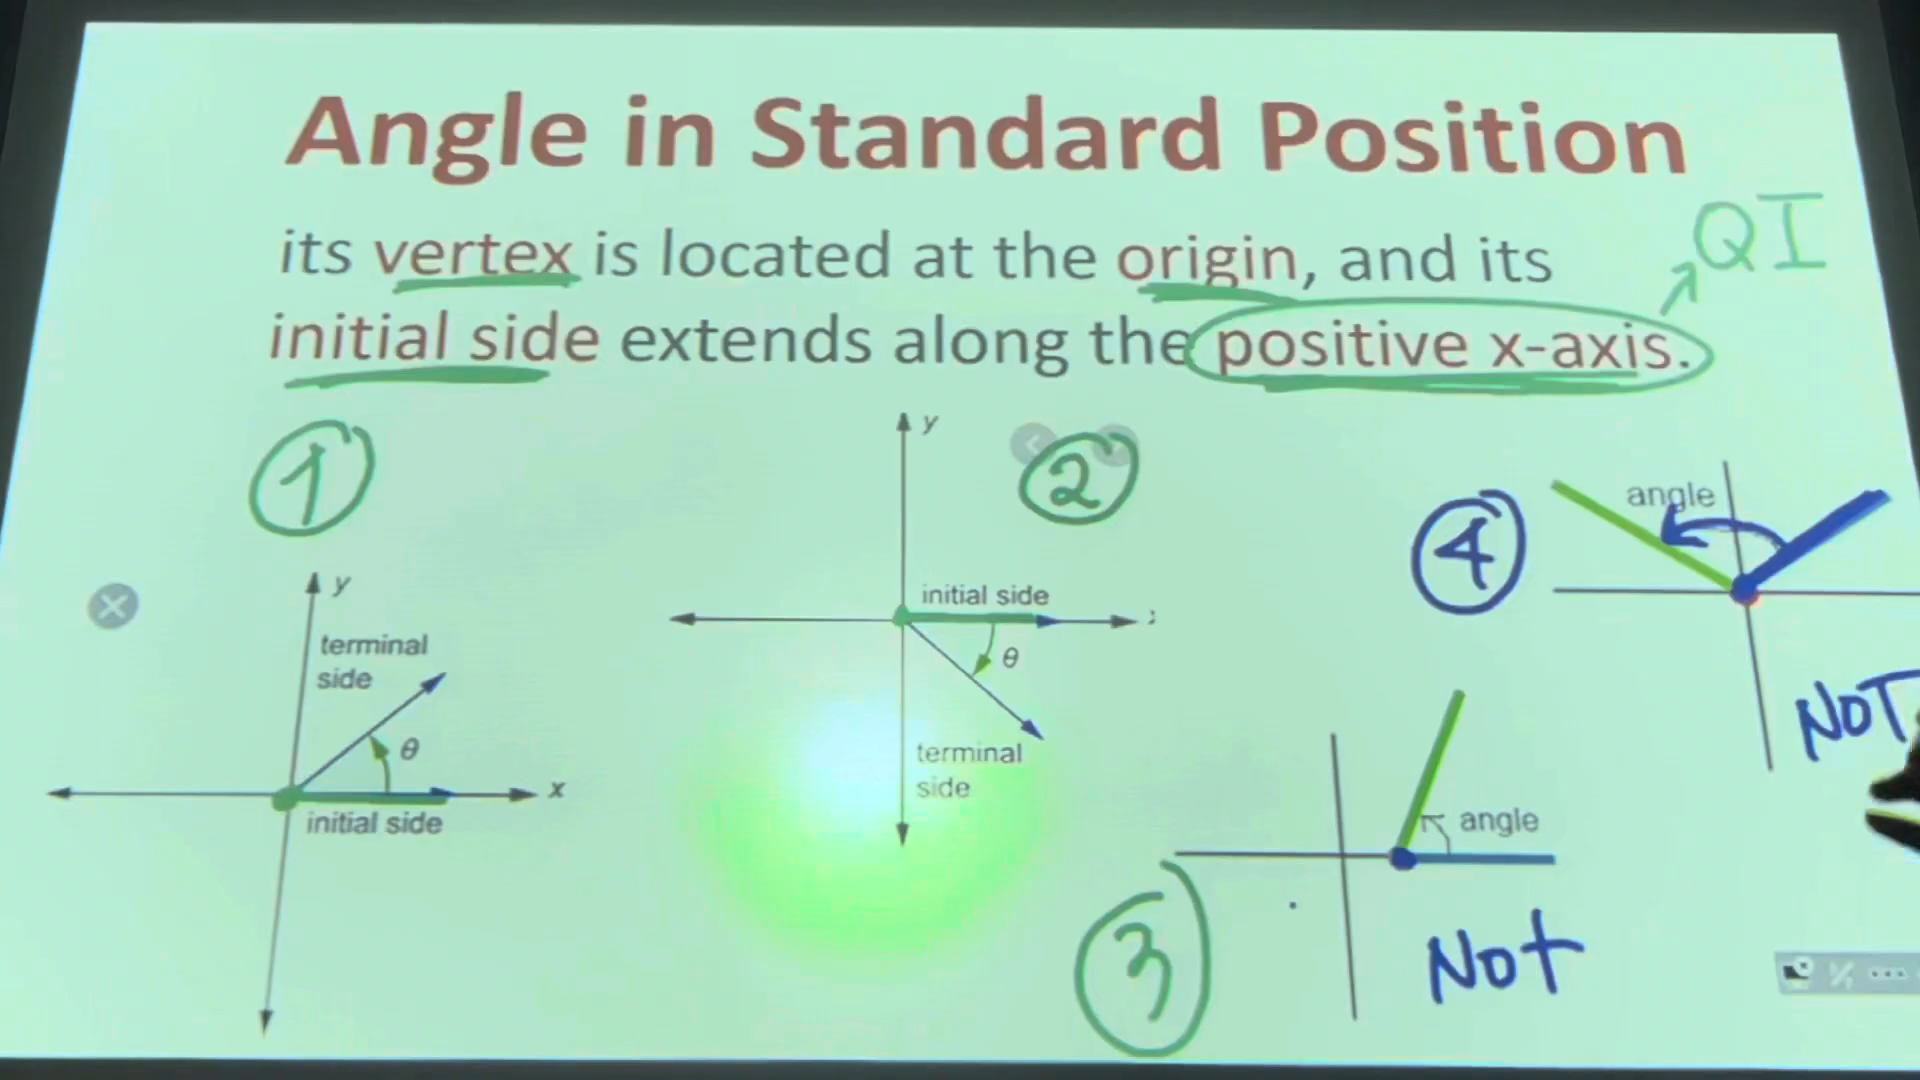 Angle in Standard Position
its vertex is located at the origin, and its
initial side extends along the positive x-axis.
QI
1
y
terminal
side
θ
x
initial side
2
y
initial side
θ
terminal
side
3
angle
Not
4
angle
NOT